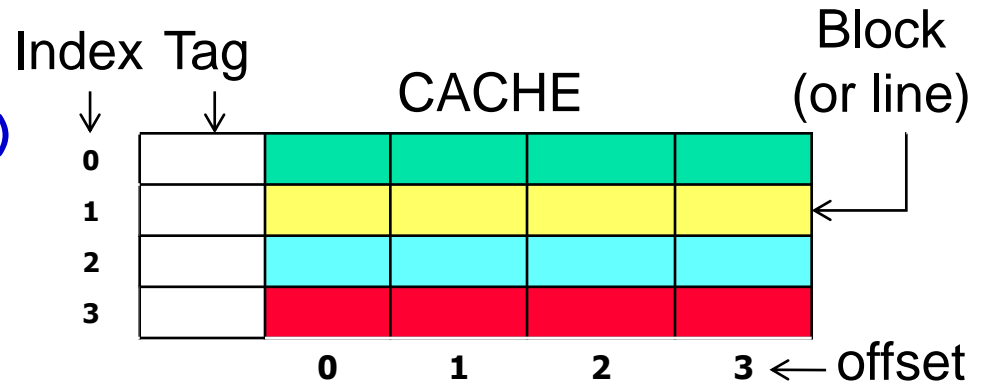 Index Tag
CACHE
Block
(or line)
)
0
1
2
3
0 1 2 3 offset